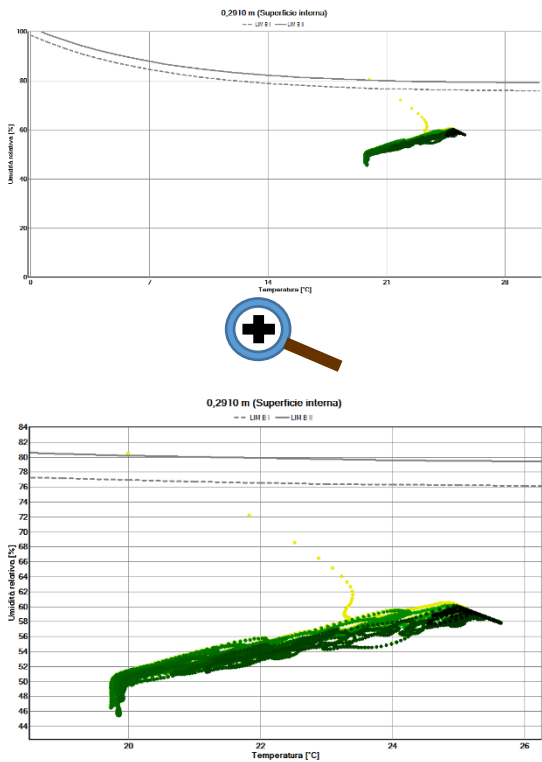 0,2910 m (Superficie interna)
LIM B I LIM B II
100
80
60
40
20
0
Umidità relativa [%]
0 7 14 21 28
Temperatura [°C]
0,2910 m (Superficie interna)
LIM B I LIM B II
84
82
80
78
76
74
72
70
68
66
64
62
60
58
56
54
52
50
48
46
44
Umidità relativa [%]
20 22 24 26
Temperatura [°C]